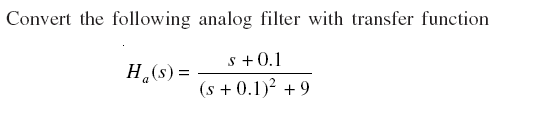 Convert the following analog filter with transfer function
H_a(s) = (s + 0.1) / ((s + 0.1)² + 9)